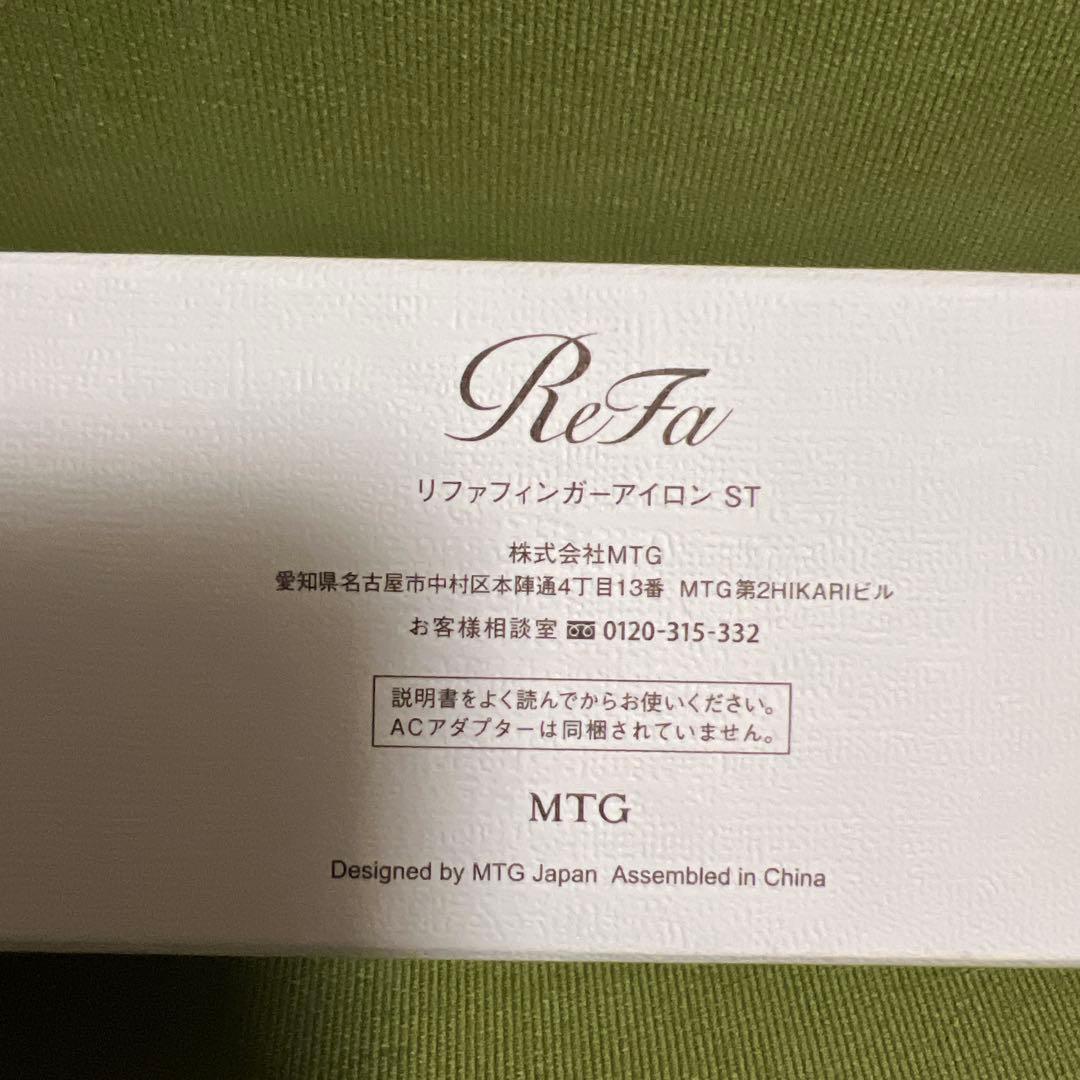 ReFa
リファフィンガーアイロン ST
株式会社MTG
愛知県名古屋市中村区本陣通4丁目13番 MTG第2HIKARIビル
お客様相談室 0120-315-332
説明書をよく読んでからお使いください。
ACアダプターは同梱されていません。
MTG
Designed by MTG Japan Assembled in China